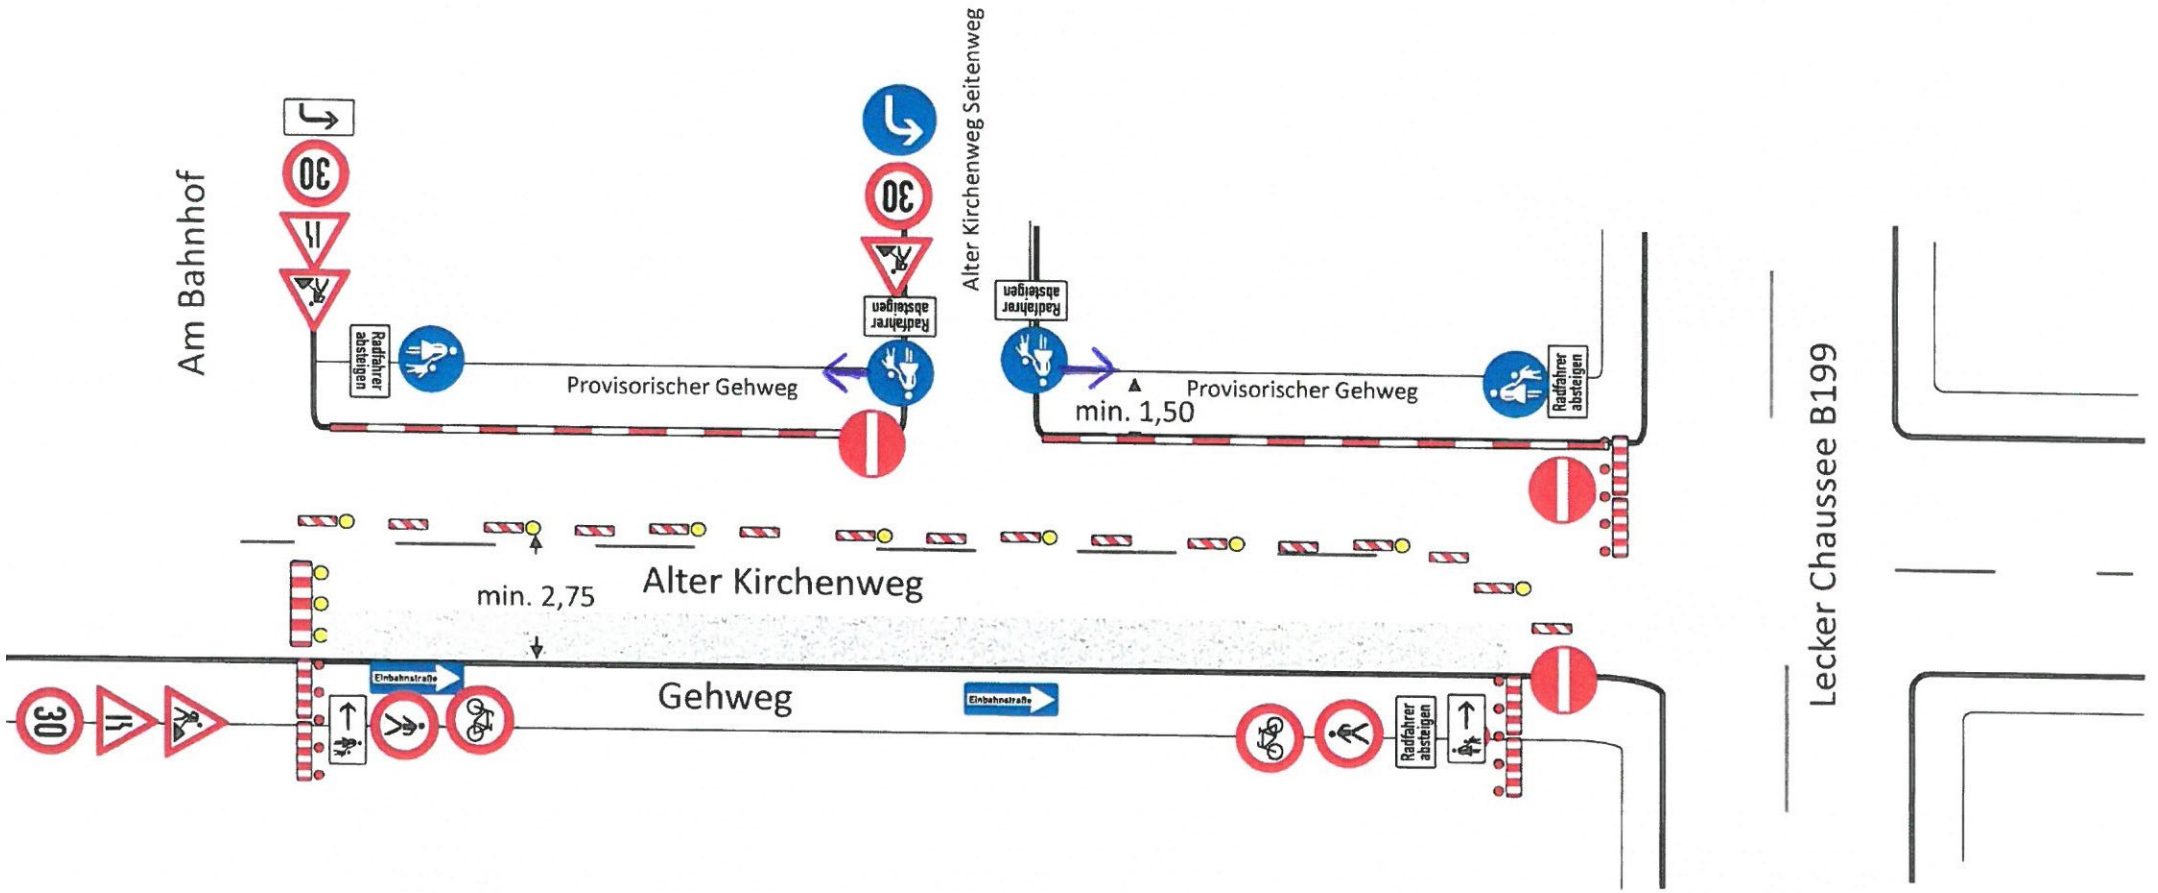 Am Bahnhof
30
Radfahrer
absteigen
Provisorischer Gehweg
30
Radfahrer
absteigen
Alter Kirchenweg Seitenweg
Radfahrer
absteigen
min. 1,50
Provisorischer Gehweg
Radfahrer
absteigen
Lecker Chaussee B199
Alter Kirchenweg
min. 2,75
30
Einbahnstraße
Gehweg
Einbahnstraße
Radfahrer
absteigen